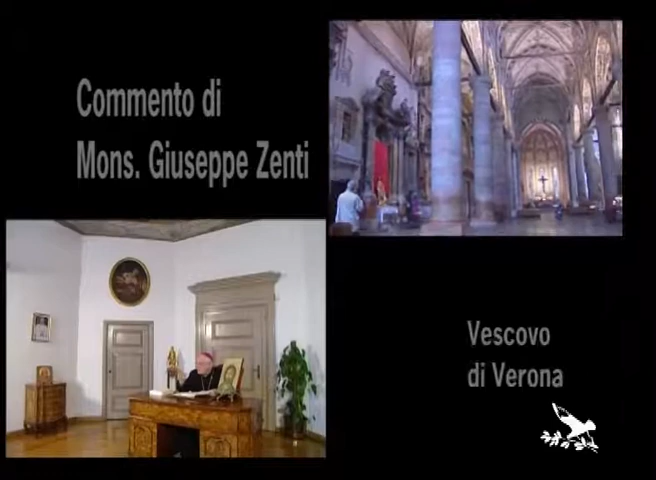 Commento di
Mons. Giuseppe Zenti
Vescovo
di Verona